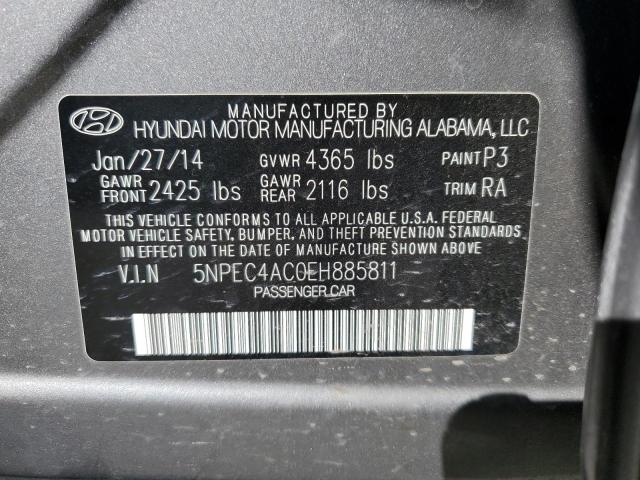 MANUFACTURED BY
HYUNDAI MOTOR MANUFACTURING ALABAMA, LLC
Jan/27/14 GVWR 4365 lbs PAINT P3
GAWR FRONT 2425 lbs GAWR REAR 2116 lbs TRIM RA
THIS VEHICLE CONFORMS TO ALL APPLICABLE U.S.A. FEDERAL
MOTOR VEHICLE SAFETY, BUMPER, AND THEFT PREVENTION STANDARDS
IN EFFECT ON THE DATE OF MANUFACTURE SHOWN ABOVE.
V.I.N 5NPEC4AC0EH885811
PASSENGER CAR